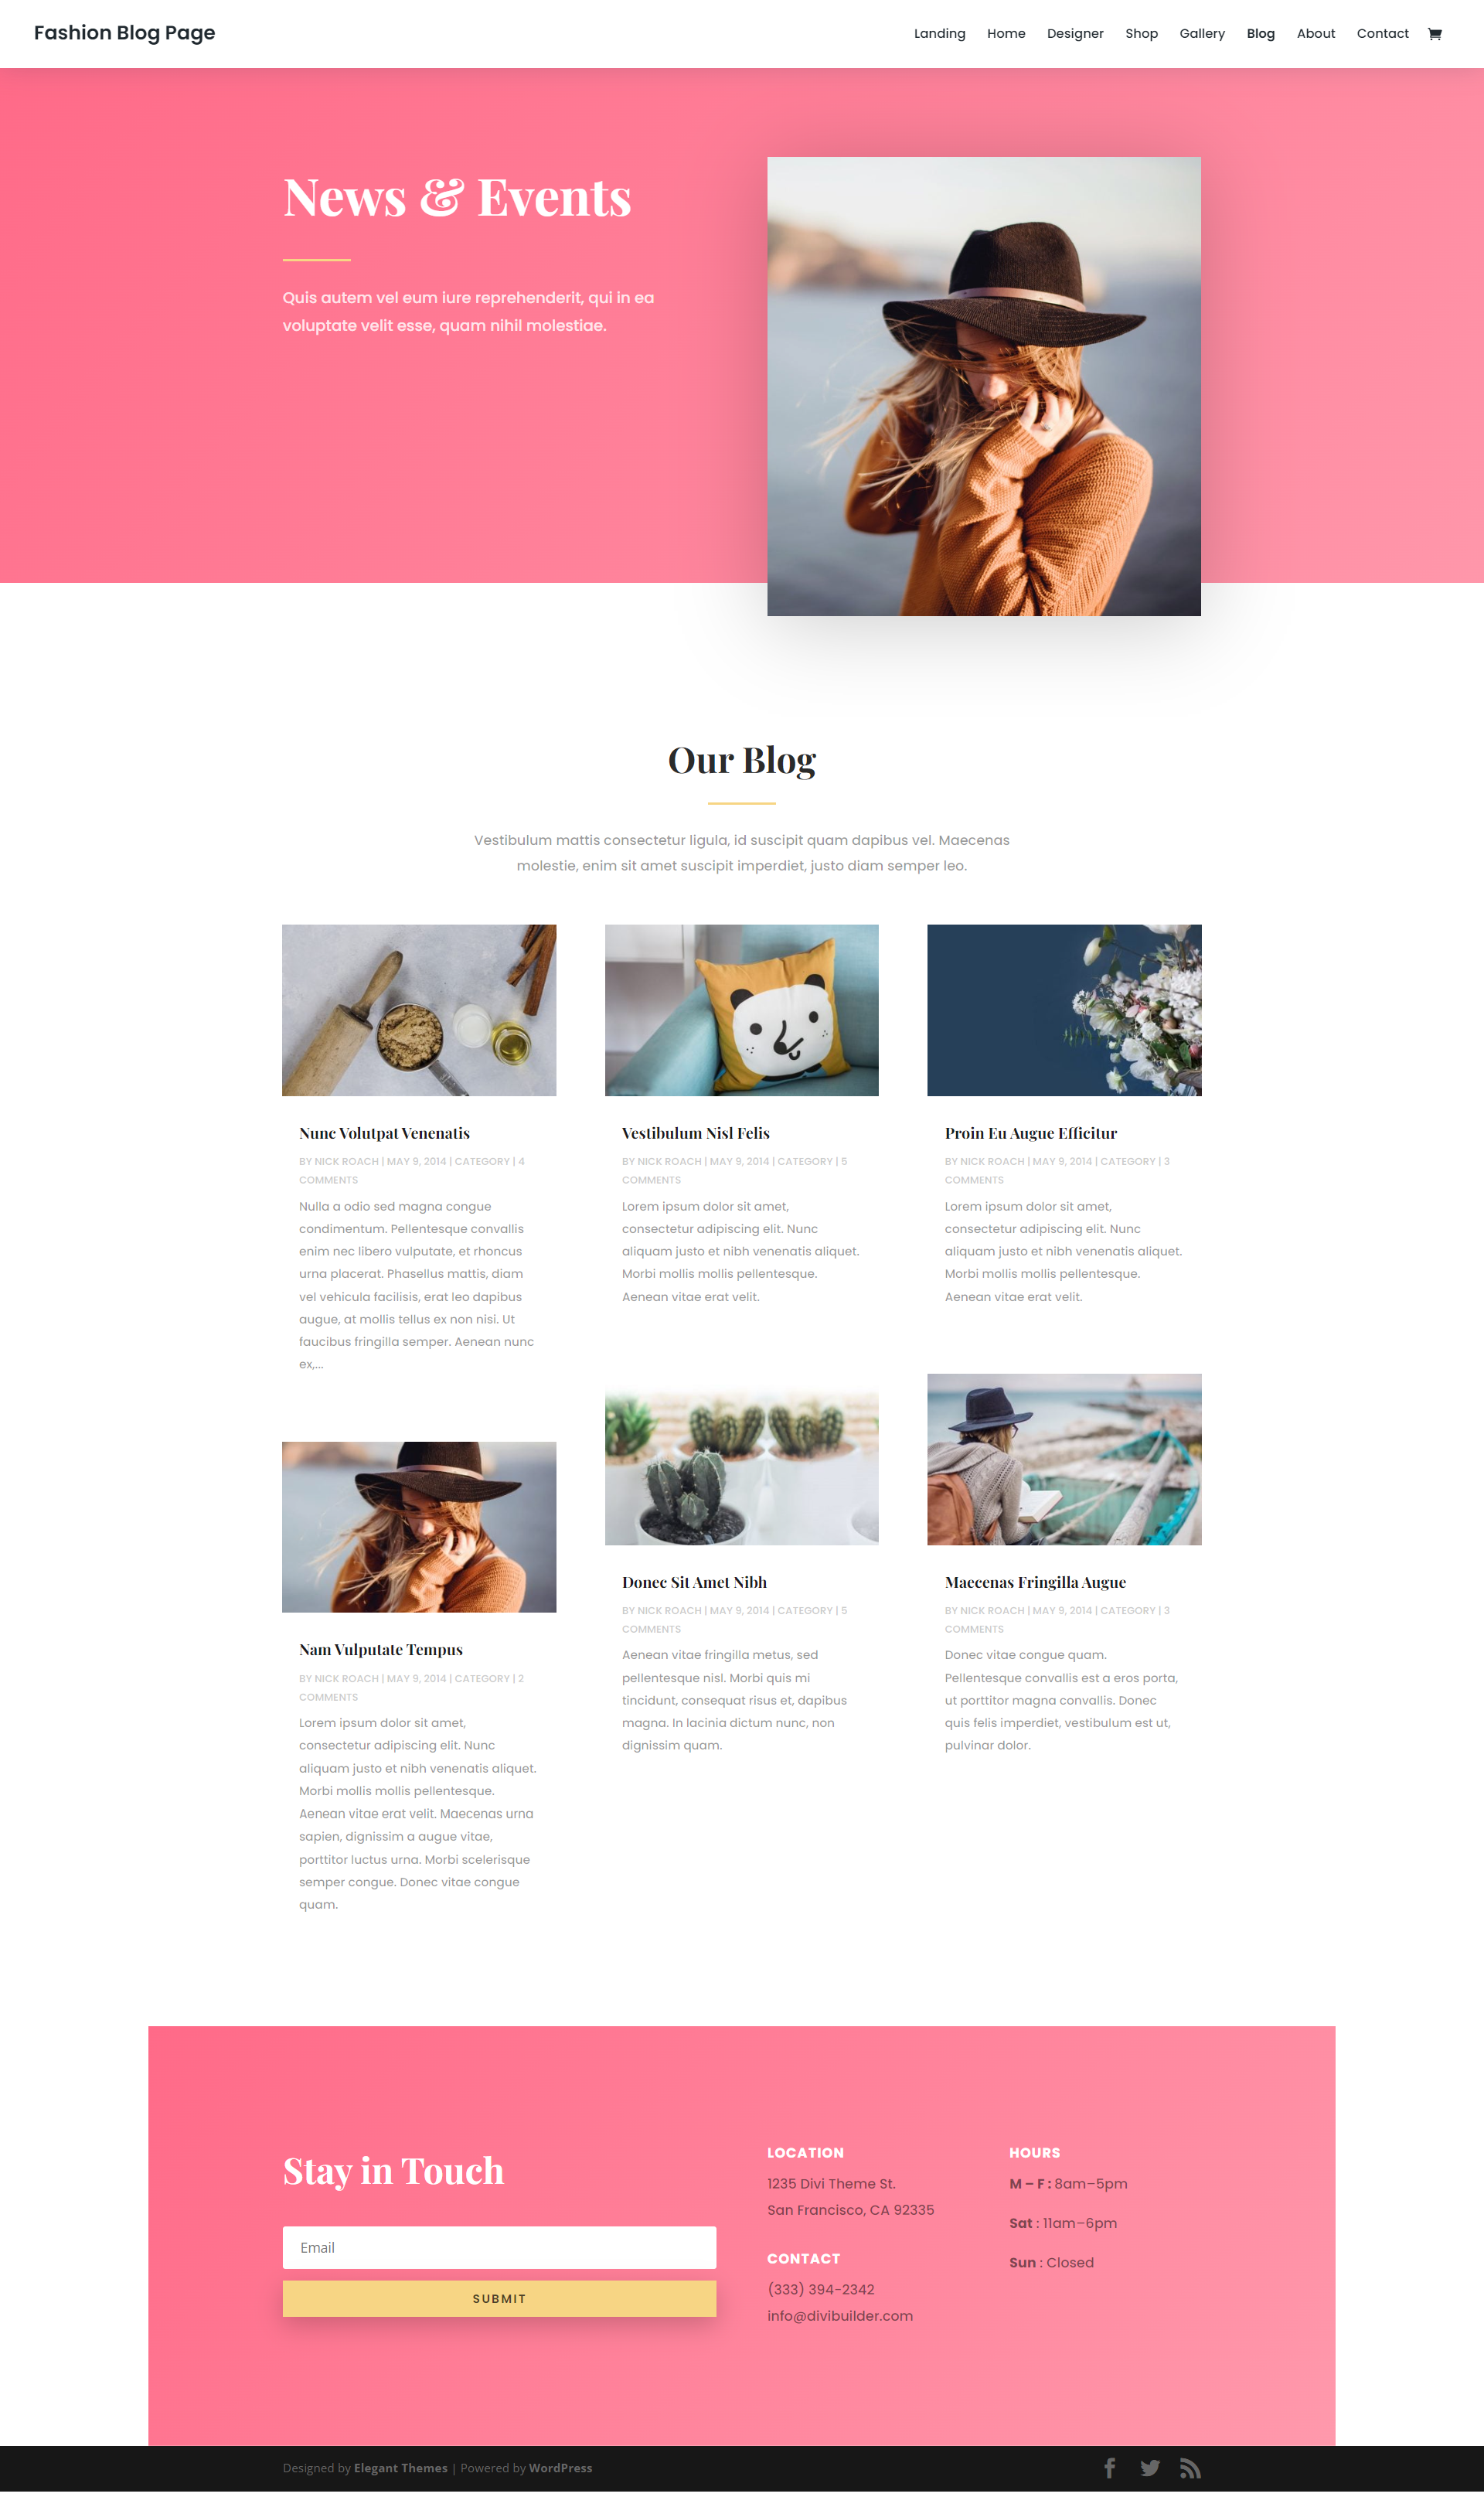 Fashion Blog Page
Landing Home Designer Shop Gallery Blog About Contact
News & Events
Quis autem vel eum iure reprehenderit, qui in ea
voluptate velit esse, quam nihil molestiae.
Our Blog
Vestibulum mattis consectetur ligula, id suscipit quam dapibus vel. Maecenas
molestie, enim sit amet suscipit imperdiet, justo diam semper leo.
Nunc Volutpat Venenatis
BY NICK ROACH | MAY 9, 2014 | CATEGORY | 4
COMMENTS
Nulla a odio sed magna congue
condimentum. Pellentesque convallis
enim nec libero vulputate, et rhoncus
urna placerat. Phasellus mattis, diam
vel vehicula facilisis, erat leo dapibus
augue, at mollis tellus ex non nisi. Ut
faucibus fringilla semper. Aenean nunc
ex,...
Vestibulum Nisl Felis
BY NICK ROACH | MAY 9, 2014 | CATEGORY | 5
COMMENTS
Lorem ipsum dolor sit amet,
consectetur adipiscing elit. Nunc
aliquam justo et nibh venenatis aliquet.
Morbi mollis mollis pellentesque.
Aenean vitae erat velit.
Proin Eu Augue Efficitur
BY NICK ROACH | MAY 9, 2014 | CATEGORY | 3
COMMENTS
Lorem ipsum dolor sit amet,
consectetur adipiscing elit. Nunc
aliquam justo et nibh venenatis aliquet.
Morbi mollis mollis pellentesque.
Aenean vitae erat velit.
Nam Vulputate Tempus
BY NICK ROACH | MAY 9, 2014 | CATEGORY | 2
COMMENTS
Lorem ipsum dolor sit amet,
consectetur adipiscing elit. Nunc
aliquam justo et nibh venenatis aliquet.
Morbi mollis mollis pellentesque.
Aenean vitae erat velit. Maecenas urna
sapien, dignissim a augue vitae,
porttitor luctus urna. Morbi scelerisque
semper congue. Donec vitae congue
quam.
Donec Sit Amet Nibh
BY NICK ROACH | MAY 9, 2014 | CATEGORY | 5
COMMENTS
Aenean vitae fringilla metus, sed
pellentesque nisl. Morbi quis mi
tincidunt, consequat risus et, dapibus
magna. In lacinia dictum nunc, non
dignissim quam.
Maecenas Fringilla Augue
BY NICK ROACH | MAY 9, 2014 | CATEGORY | 3
COMMENTS
Donec vitae congue quam.
Pellentesque convallis est a eros porta,
ut porttitor magna convallis. Donec
quis felis imperdiet, vestibulum est ut,
pulvinar dolor.
Stay in Touch
Email
SUBMIT
LOCATION
1235 Divi Theme St.
San Francisco, CA 92335
CONTACT
(333) 394-2342
info@divibuilder.com
HOURS
M – F : 8am–5pm
Sat : 11am–6pm
Sun : Closed
Designed by Elegant Themes | Powered by WordPress